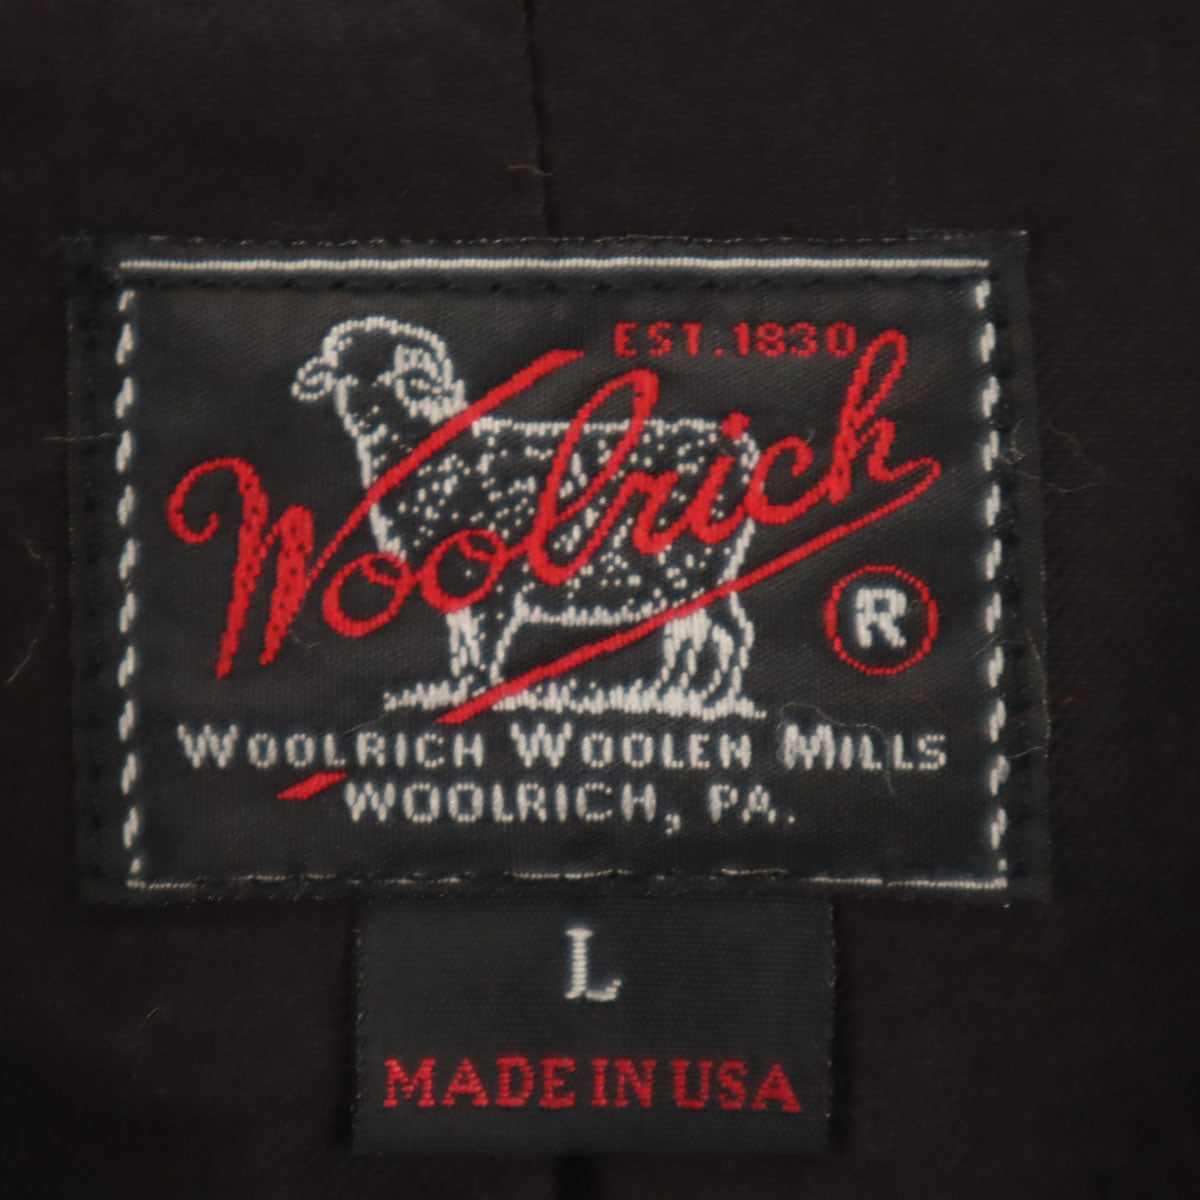 EST.1830
Woolrich
®
WOOLRICH WOOLEN MILLS
WOOLRICH, PA.
L
MADE IN USA